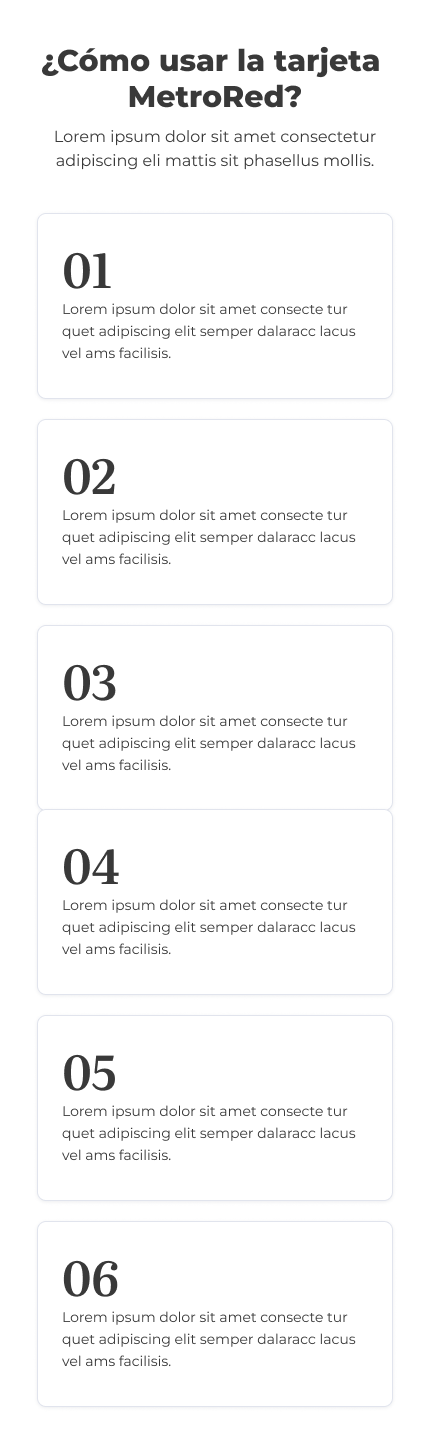 ¿Cómo usar la tarjeta
MetroRed?
Lorem ipsum dolor sit amet consectetur
adipiscing eli mattis sit phasellus mollis.
01
Lorem ipsum dolor sit amet consecte tur
quet adipiscing elit semper dalaracc lacus
vel ams facilisis.
02
Lorem ipsum dolor sit amet consecte tur
quet adipiscing elit semper dalaracc lacus
vel ams facilisis.
03
Lorem ipsum dolor sit amet consecte tur
quet adipiscing elit semper dalaracc lacus
vel ams facilisis.
04
Lorem ipsum dolor sit amet consecte tur
quet adipiscing elit semper dalaracc lacus
vel ams facilisis.
05
Lorem ipsum dolor sit amet consecte tur
quet adipiscing elit semper dalaracc lacus
vel ams facilisis.
06
Lorem ipsum dolor sit amet consecte tur
quet adipiscing elit semper dalaracc lacus
vel ams facilisis.